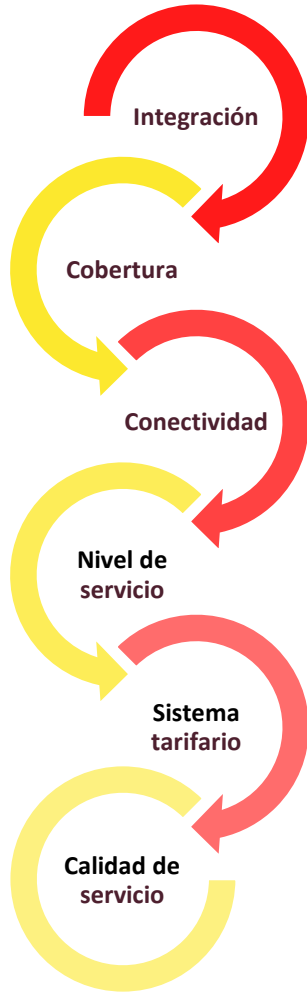 Integración
Cobertura
Conectividad
Nivel de
servicio
Sistema
tarifario
Calidad de
servicio